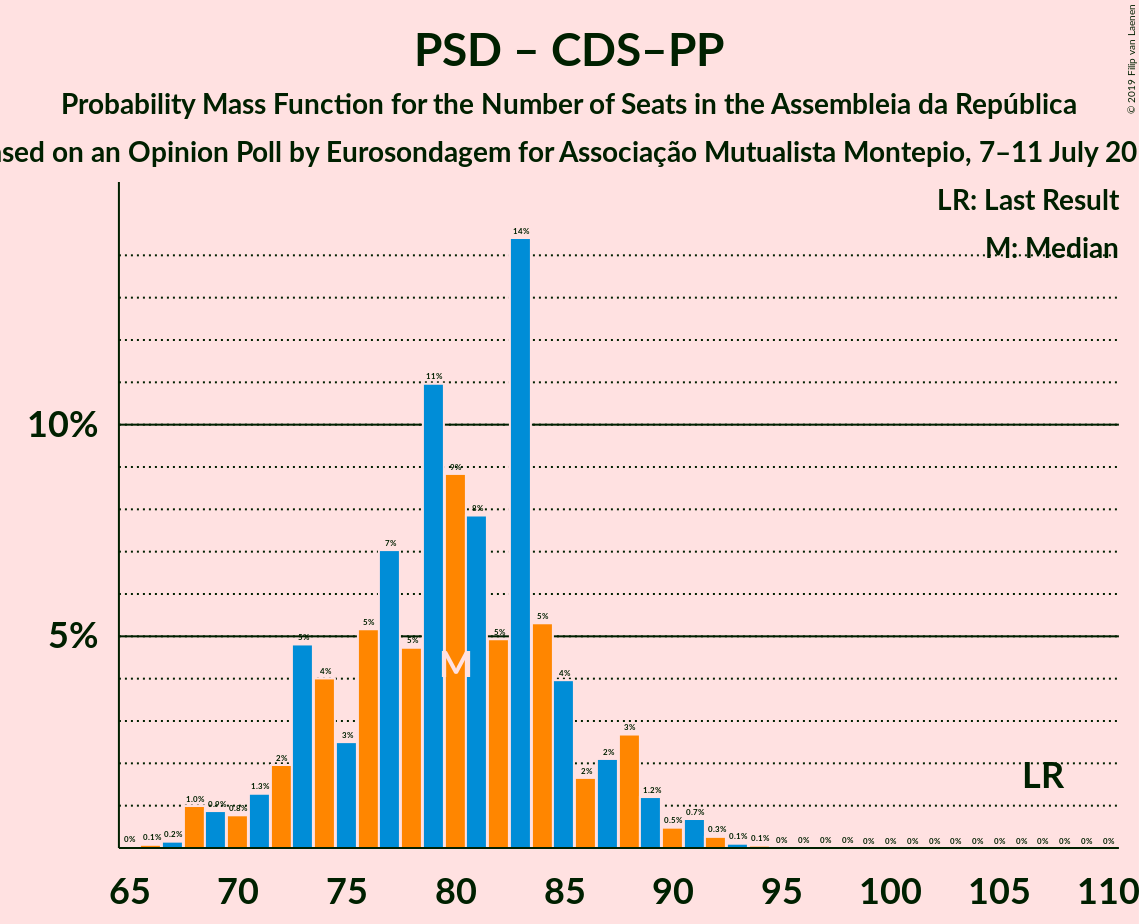 PSD – CDS–PP
Probability Mass Function for the Number of Seats in the Assembleia da República
on an Opinion Poll by Eurosondagem for Associação Mutualista Montepio, 7–11 July
© 2019 Filip van Laenen
LR: Last Result
M: Median
10%
5%
0% 0.1% 0.2% 1.0% 0.9% 0.8% 1.3% 2% 5% 4% 3% 5% 7% 5% 11% 9% 8% 5% 14% 5% 4% 2% 2% 3% 1.2% 0.5% 0.7% 0.3% 0.1% 0.1% 0% 0% 0% 0% 0% 0% 0% 0% 0% 0% 0% 0% 0% 0% 0% 0%
M
LR
65 70 75 80 85 90 95 100 105 110